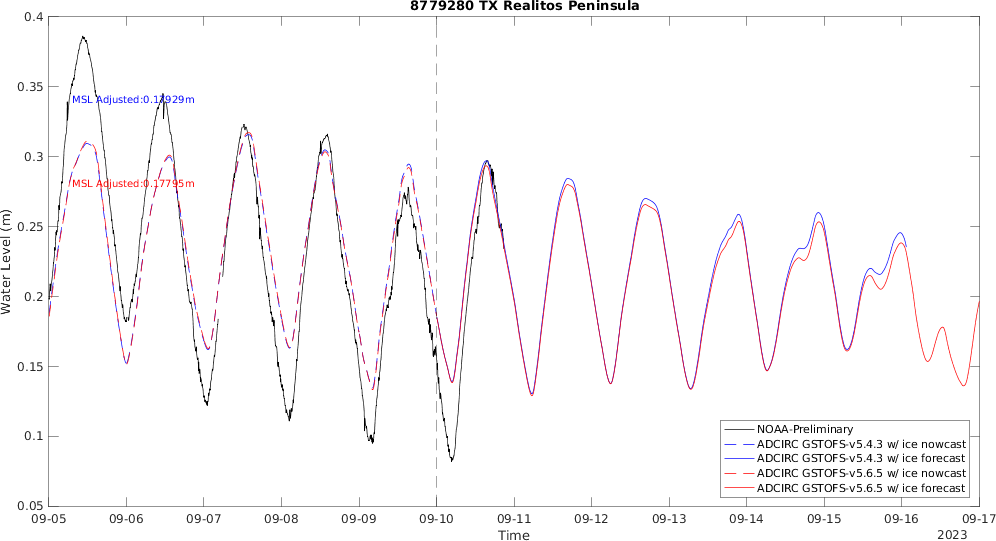 8779280 TX Realitos Peninsula
0.4
0.35
0.3
0.25
0.2
0.15
0.1
0.05
Water Level (m)
MSL Adjusted:0.17929m
MSL Adjusted:0.17795m
NOAA-Preliminary
ADCIRC GSTOFS-v5.4.3 w/ ice nowcast
ADCIRC GSTOFS-v5.4.3 w/ ice forecast
ADCIRC GSTOFS-v5.6.5 w/ ice nowcast
ADCIRC GSTOFS-v5.6.5 w/ ice forecast
09-05 09-06 09-07 09-08 09-09 09-10 09-11 09-12 09-13 09-14 09-15 09-16 09-17
Time
2023